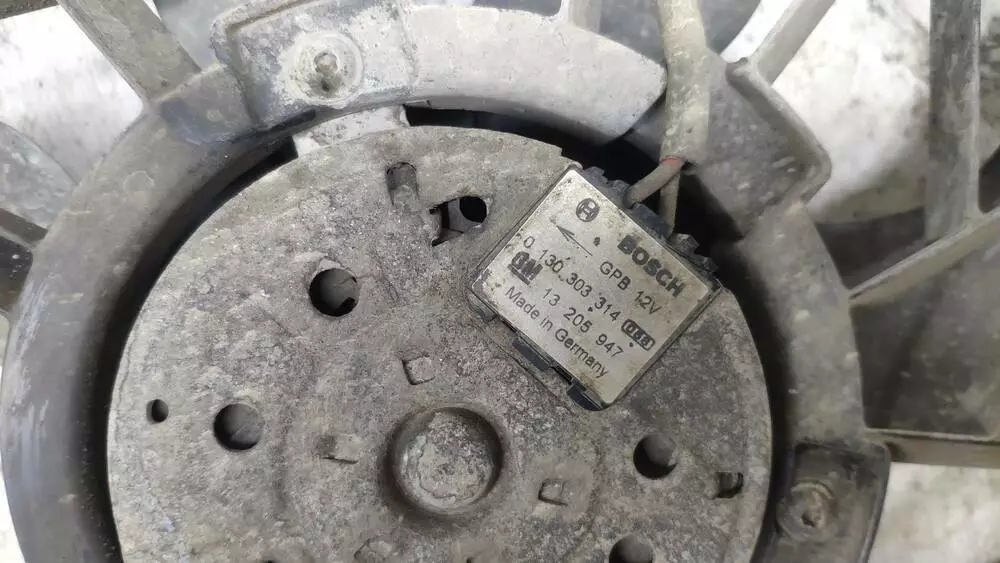 BOSCH
GPB 12V
0 130 303 314
GM 13 205 947
Made in Germany